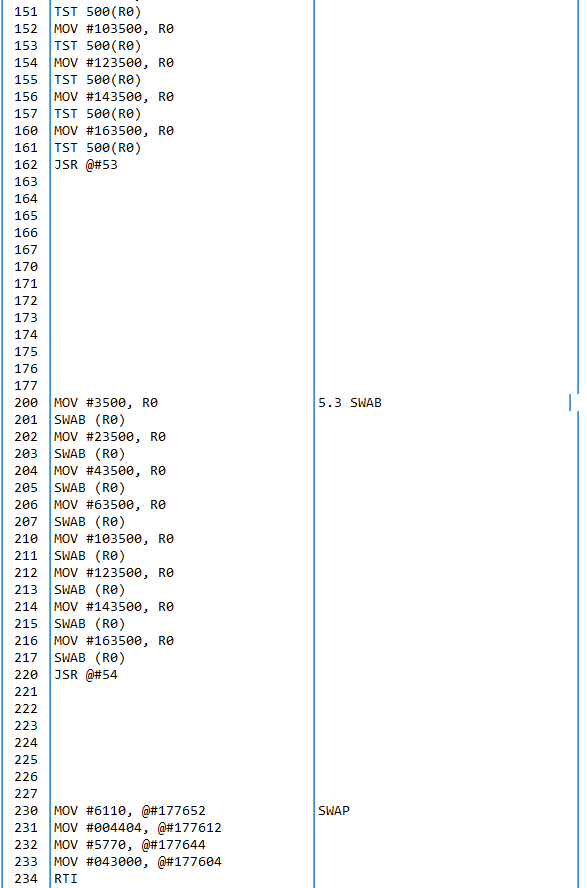 151 TST 500(R0)
152 MOV #103500, R0
153 TST 500(R0)
154 MOV #123500, R0
155 TST 500(R0)
156 MOV #143500, R0
157 TST 500(R0)
160 MOV #163500, R0
161 TST 500(R0)
162 JSR @#53
163
164
165
166
167
170
171
172
173
174
175
176
177
200 MOV #3500, R0 5.3 SWAB
201 SWAB (R0)
202 MOV #23500, R0
203 SWAB (R0)
204 MOV #43500, R0
205 SWAB (R0)
206 MOV #63500, R0
207 SWAB (R0)
210 MOV #103500, R0
211 SWAB (R0)
212 MOV #123500, R0
213 SWAB (R0)
214 MOV #143500, R0
215 SWAB (R0)
216 MOV #163500, R0
217 SWAB (R0)
220 JSR @#54
221
222
223
224
225
226
227
230 MOV #6110, @#177652 SWAP
231 MOV #004404, @#177612
232 MOV #5770, @#177644
233 MOV #043000, @#177604
234 RTI